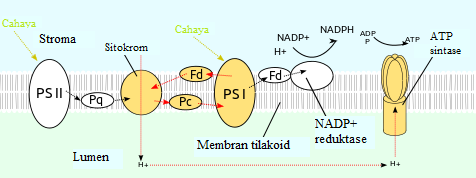 Cahaya
Cahaya
Stroma
Sitokrom
NADP+
NADPH
H+
ADP
P
ATP
ATP
sintase
PS II
Pq
Fd
Pc
PS I
Fd
NADP+
reduktase
Membran tilakoid
Lumen
H+
H+